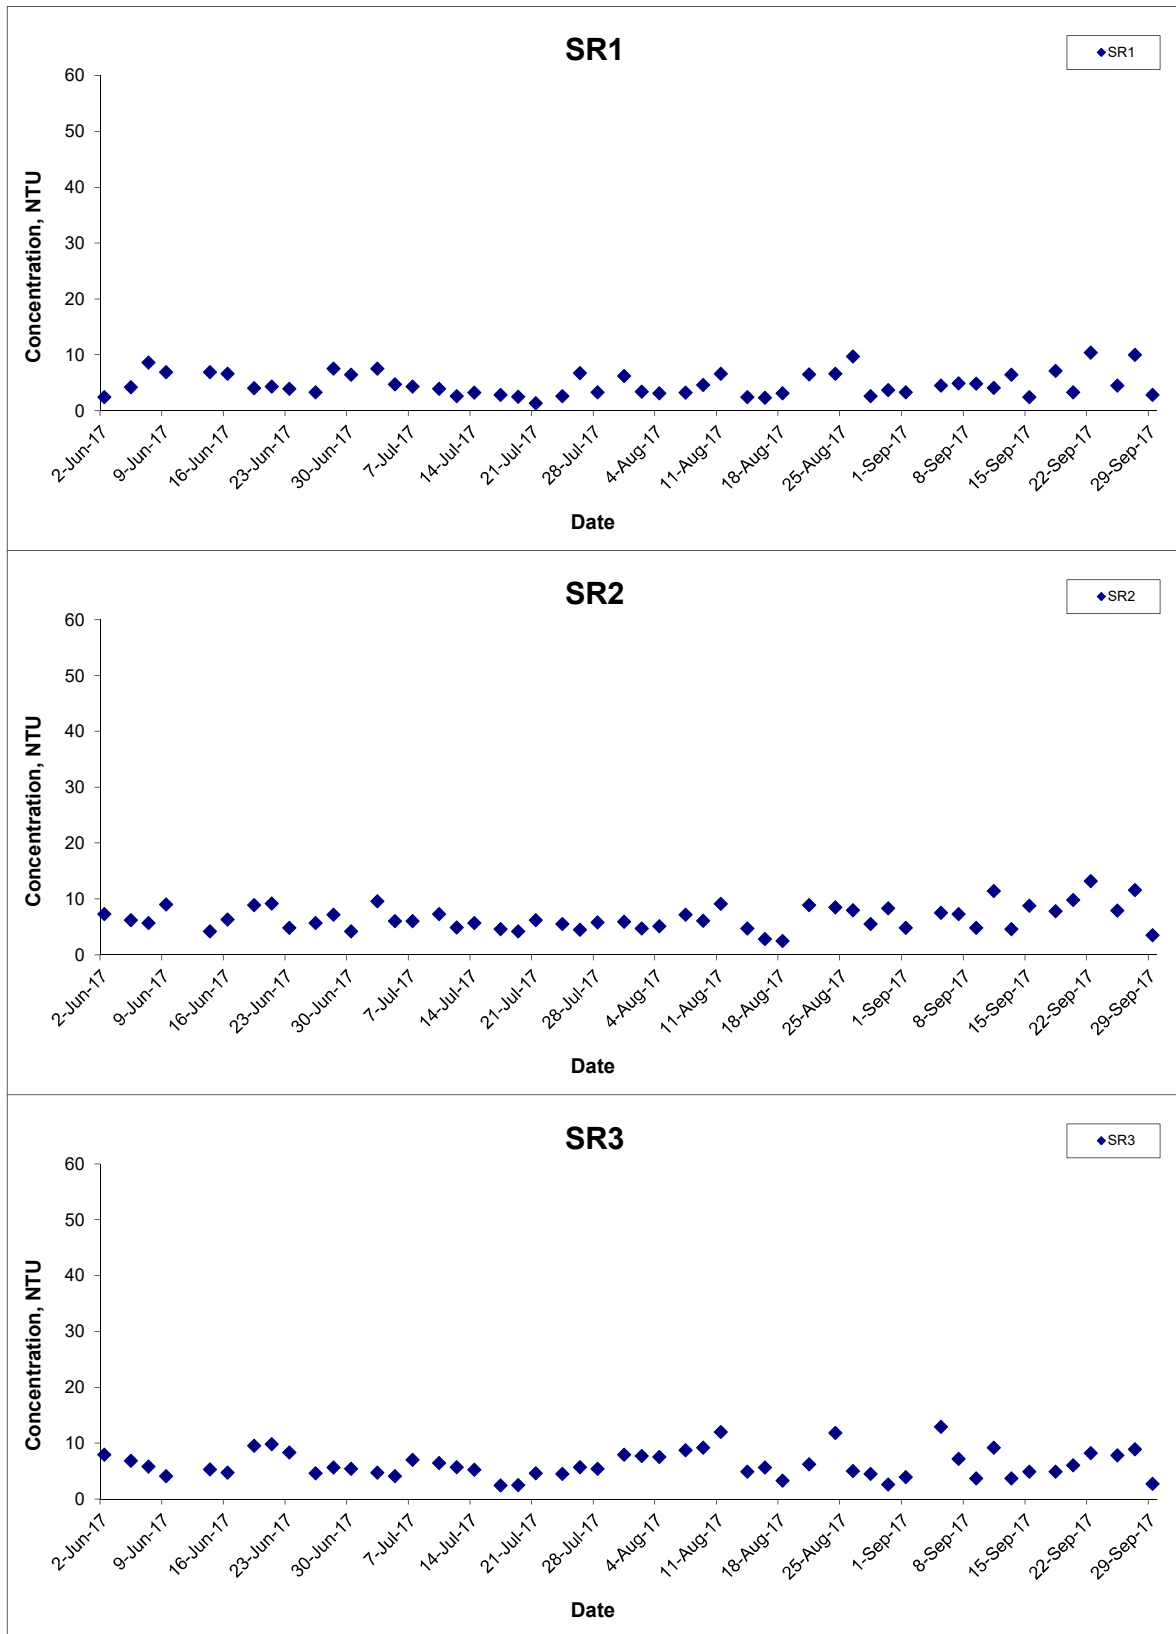 SR1
SR1
60
50
40
30
20
10
0
Concentration, NTU
2-Jun-17
9-Jun-17
16-Jun-17
23-Jun-17
30-Jun-17
7-Jul-17
14-Jul-17
21-Jul-17
28-Jul-17
4-Aug-17
11-Aug-17
18-Aug-17
25-Aug-17
1-Sep-17
8-Sep-17
15-Sep-17
22-Sep-17
29-Sep-17
Date
SR2
SR2
60
50
40
30
20
10
0
Concentration, NTU
2-Jun-17
9-Jun-17
16-Jun-17
23-Jun-17
30-Jun-17
7-Jul-17
14-Jul-17
21-Jul-17
28-Jul-17
4-Aug-17
11-Aug-17
18-Aug-17
25-Aug-17
1-Sep-17
8-Sep-17
15-Sep-17
22-Sep-17
29-Sep-17
Date
SR3
SR3
60
50
40
30
20
10
0
Concentration, NTU
2-Jun-17
9-Jun-17
16-Jun-17
23-Jun-17
30-Jun-17
7-Jul-17
14-Jul-17
21-Jul-17
28-Jul-17
4-Aug-17
11-Aug-17
18-Aug-17
25-Aug-17
1-Sep-17
8-Sep-17
15-Sep-17
22-Sep-17
29-Sep-17
Date